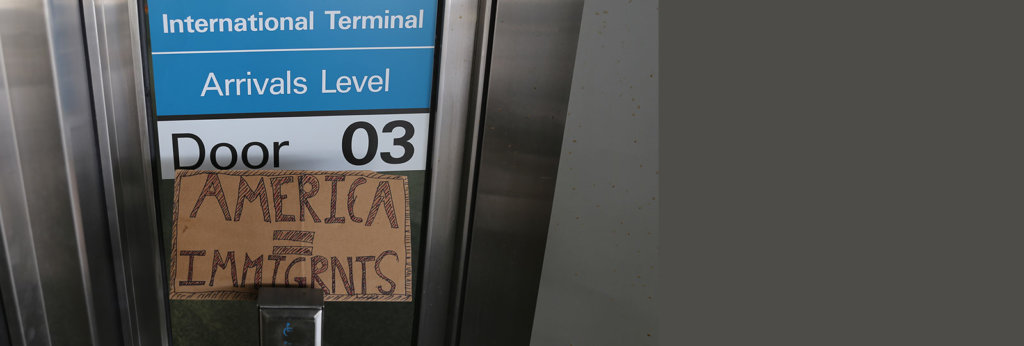 International Terminal
Arrivals Level
Door 03
AMERICA
=
IMMIGRNTS